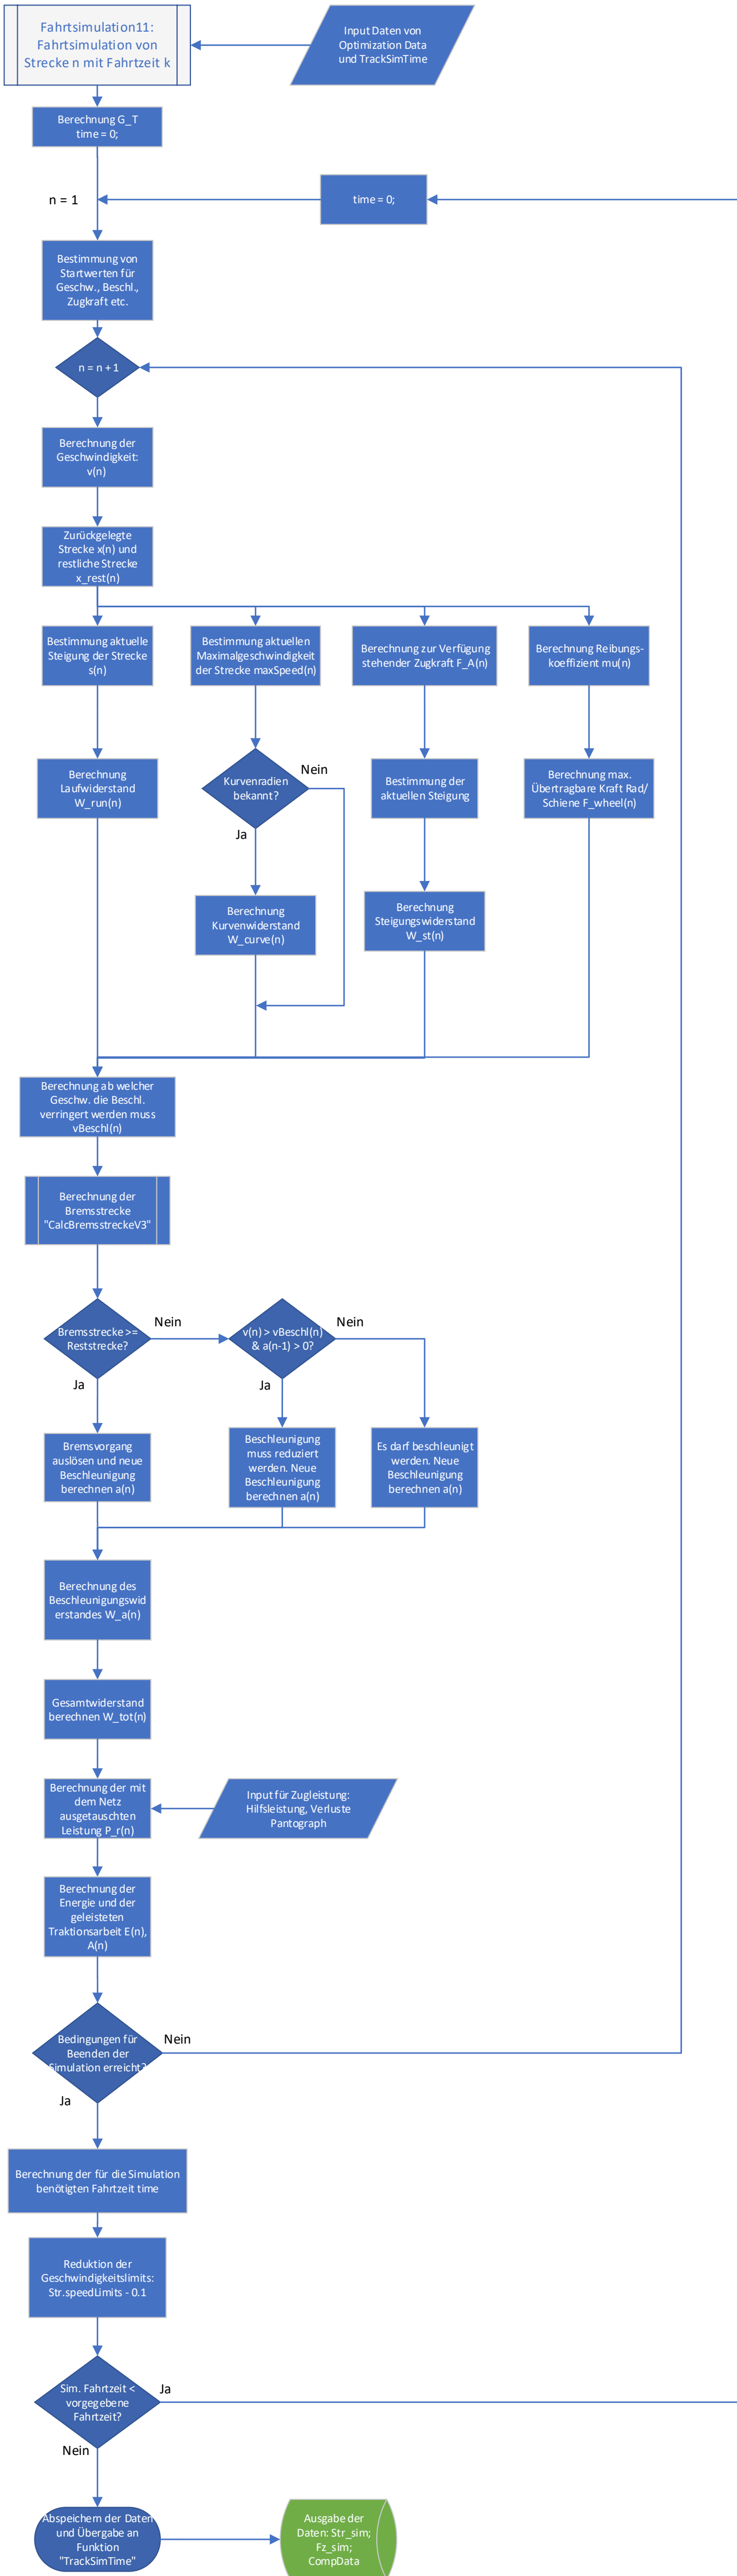 Fahrtsimulation11:
Fahrtsimulation von
Strecke n mit Fahrtzeit k
Input Daten von
Optimization Data
und TrackSimTime
Berechnung G_T
time = 0;
n = 1
time = 0;
Bestimmung von
Startwerten für
Geschw., Beschl.,
Zugkraft etc.
n = n + 1
Berechnung der
Geschwindigkeit:
v(n)
Zurückgelegte
Strecke x(n) und
restliche Strecke
x_rest(n)
Bestimmung aktuelle
Steigung der Strecke
s(n)
Bestimmung aktuellen
Maximalgeschwindigkeit
der Strecke maxSpeed(n)
Berechnung zur Verfügung
stehender Zugkraft F_A(n)
Berechnung Reibungs-
koeffizient mu(n)
Berechnung
Laufwiderstand
W_run(n)
Kurvenradien
bekannt?
Nein
Ja
Bestimmung der
aktuellen Steigung
Berechnung max.
Übertragbare Kraft Rad/
Schiene F_wheel(n)
Berechnung
Kurvenwiderstand
W_curve(n)
Berechnung
Steigungswiderstand
W_st(n)
Berechnung ab welcher
Geschw. die Beschl.
verringert werden muss
vBeschl(n)
Berechnung der
Bremsstrecke
"CalcBremsstreckeV3"
Bremsstrecke >=
Reststrecke?
Nein
Ja
v(n) > vBeschl(n)
& a(n-1) > 0?
Nein
Ja
Bremsvorgang
auslösen und neue
Beschleunigung
berechnen a(n)
Beschleunigung
muss reduziert
werden. Neue
Beschleunigung
berechnen a(n)
Es darf beschleunigt
werden. Neue
Beschleunigung
berechnen a(n)
Berechnung des
Beschleunigungswid
erstandes W_a(n)
Gesamtwiderstand
berechnen W_tot(n)
Berechnung der mit
dem Netz
ausgetauschten
Leistung P_r(n)
Input für Zugleistung:
Hilfsleistung, Verluste
Pantograph
Berechnung der
Energie und der
geleisteten
Traktionsarbeit E(n),
A(n)
Bedingungen für
Beenden der
Simulation erreicht?
Nein
Ja
Berechnung der für die Simulation
benötigten Fahrtzeit time
Reduktion der
Geschwindigkeitslimits:
Str.speedLimits - 0.1
Sim. Fahrtzeit <
vorgegebene
Fahrtzeit?
Ja
Nein
Abspeichern der Daten
und Übergabe an
Funktion
"TrackSimTime"
Ausgabe der
Daten: Str_sim;
Fz_sim;
CompData